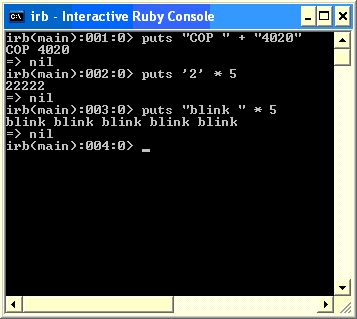 irb - Interactive Ruby Console
irb(main):001:0> puts "COP " + "4020"
COP 4020
=> nil
irb(main):002:0> puts '2' * 5
22222
=> nil
irb(main):003:0> puts "blink " * 5
blink blink blink blink blink
=> nil
irb(main):004:0> _